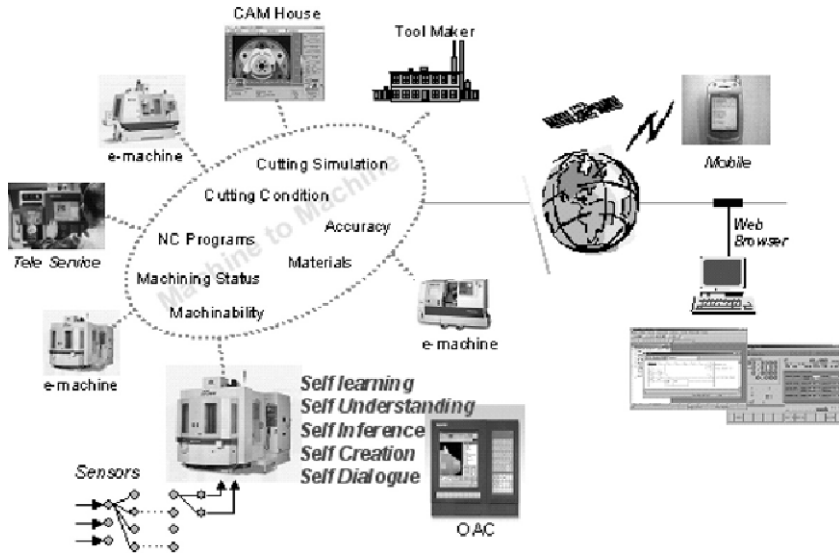 CAM House
Tool Maker
e-machine
Mobile
Cutting Simulation
Cutting Condition
Accuracy
NC Programs
Materials
Machining Status
Machinability
Machine to Machine
Tele Service
Web
Browser
e-machine
e-machine
Self learning
Self Understanding
Self Inference
Self Creation
Self Dialogue
Sensors
OAC